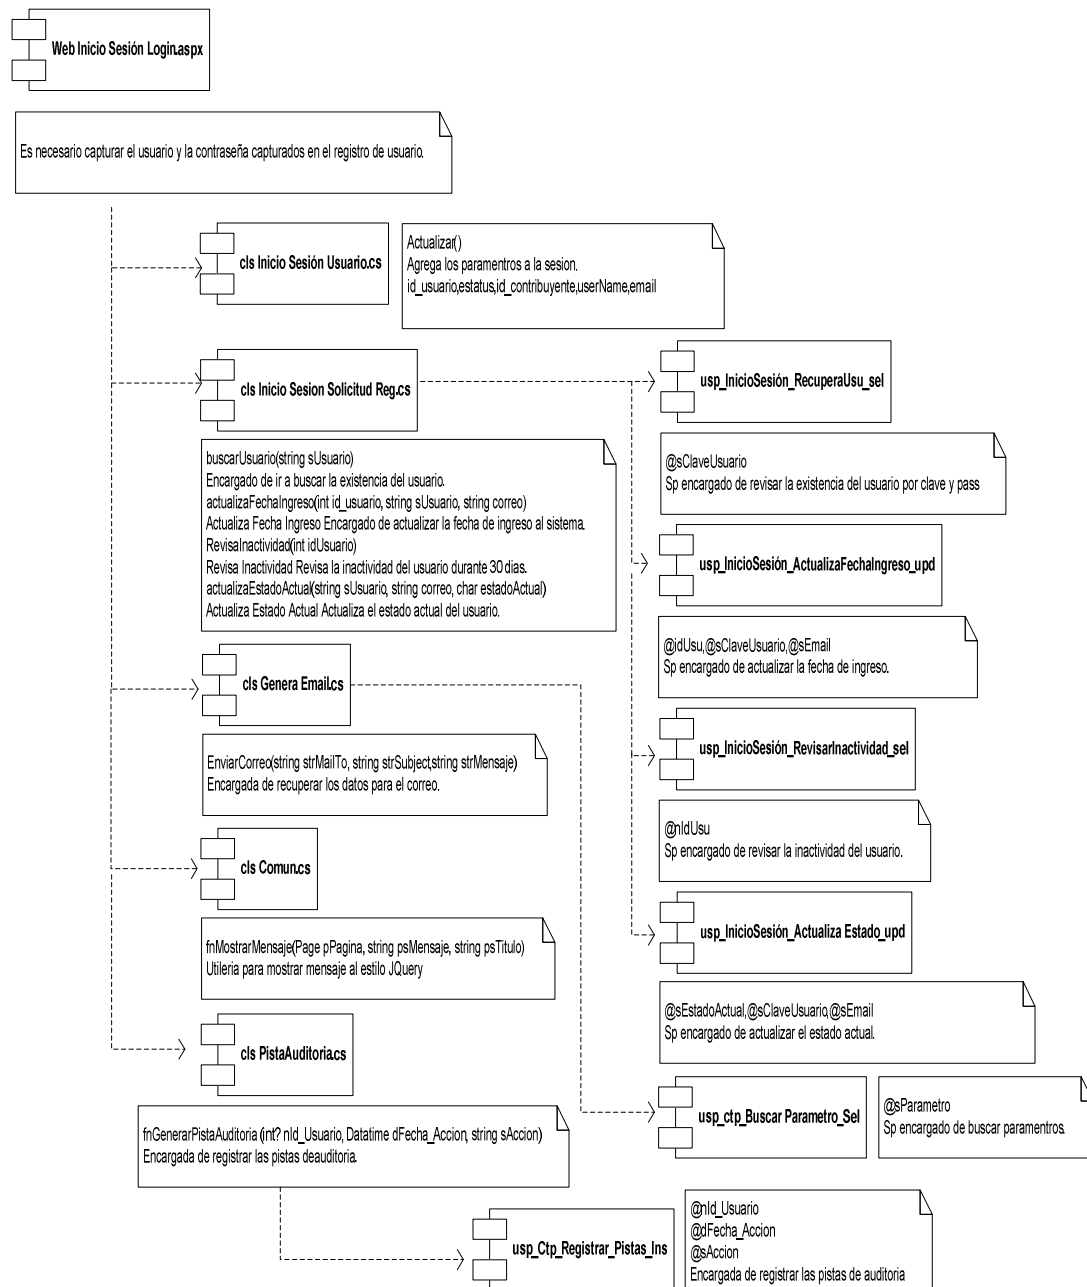 Web Inicio Sesión Login.aspx
Es necesario capturar el usuario y la contraseña capturados en el registro de usuario.
cls Inicio Sesión Usuario.cs
Actualizar()
Agrega los paramentros a la sesion.
id_usuario,estatus,id_contribuyente,userName,email
cls Inicio Sesion Solicitud Reg.cs
usp_InicioSesión_RecuperaUsu_sel
buscarUsuario(string sUsuario)
Encargado de ir a buscar la existencia del usuario.
actualizaFechaIngreso(int id_usuario, string sUsuario, string correo)
Actualiza Fecha Ingreso Encargado de actualizar la fecha de ingreso al sistema.
RevisaInactividad(int idUsuario)
Revisa Inactividad Revisa la inactividad del usuario durante 30 dias.
actualizaEstadoActual(string sUsuario, string correo, char estadoActual)
Actualiza Estado Actual Actualiza el estado actual del usuario.
@sClaveUsuario
Sp encargado de revisar la existencia del usuario por clave y pass
usp_InicioSesión_ActualizaFechaIngreso_upd
@idUsu,@sClaveUsuario,@sEmail
Sp encargado de actualizar la fecha de ingreso.
cls Genera Email.cs
usp_InicioSesión_RevisarInactividad_sel
EnviarCorreo(string strMailTo, string strSubject,string strMensaje)
Encargada de recuperar los datos para el correo.
@nIdUsu
Sp encargado de revisar la inactividad del usuario.
cls Comun.cs
usp_InicioSesión_Actualiza Estado_upd
fnMostrarMensaje(Page pPagina, string psMensaje, string psTitulo)
Utileria para mostrar mensaje al estilo JQuery
@sEstadoActual,@sClaveUsuario,@sEmail
Sp encargado de actualizar el estado actual.
cls PistaAuditoria.cs
usp_ctp_Buscar Parametro_Sel
@sParametro
Sp encargado de buscar paramentros.
fnGenerarPistaAuditoria (int? nId_Usuario, Datatime dFecha_Accion, string sAccion)
Encargada de registrar las pistas deauditoria.
usp_Ctp_Registrar_Pistas_Ins
@nId_Usuario
@dFecha_Accion
@sAccion
Encargada de registrar las pistas de auditoria